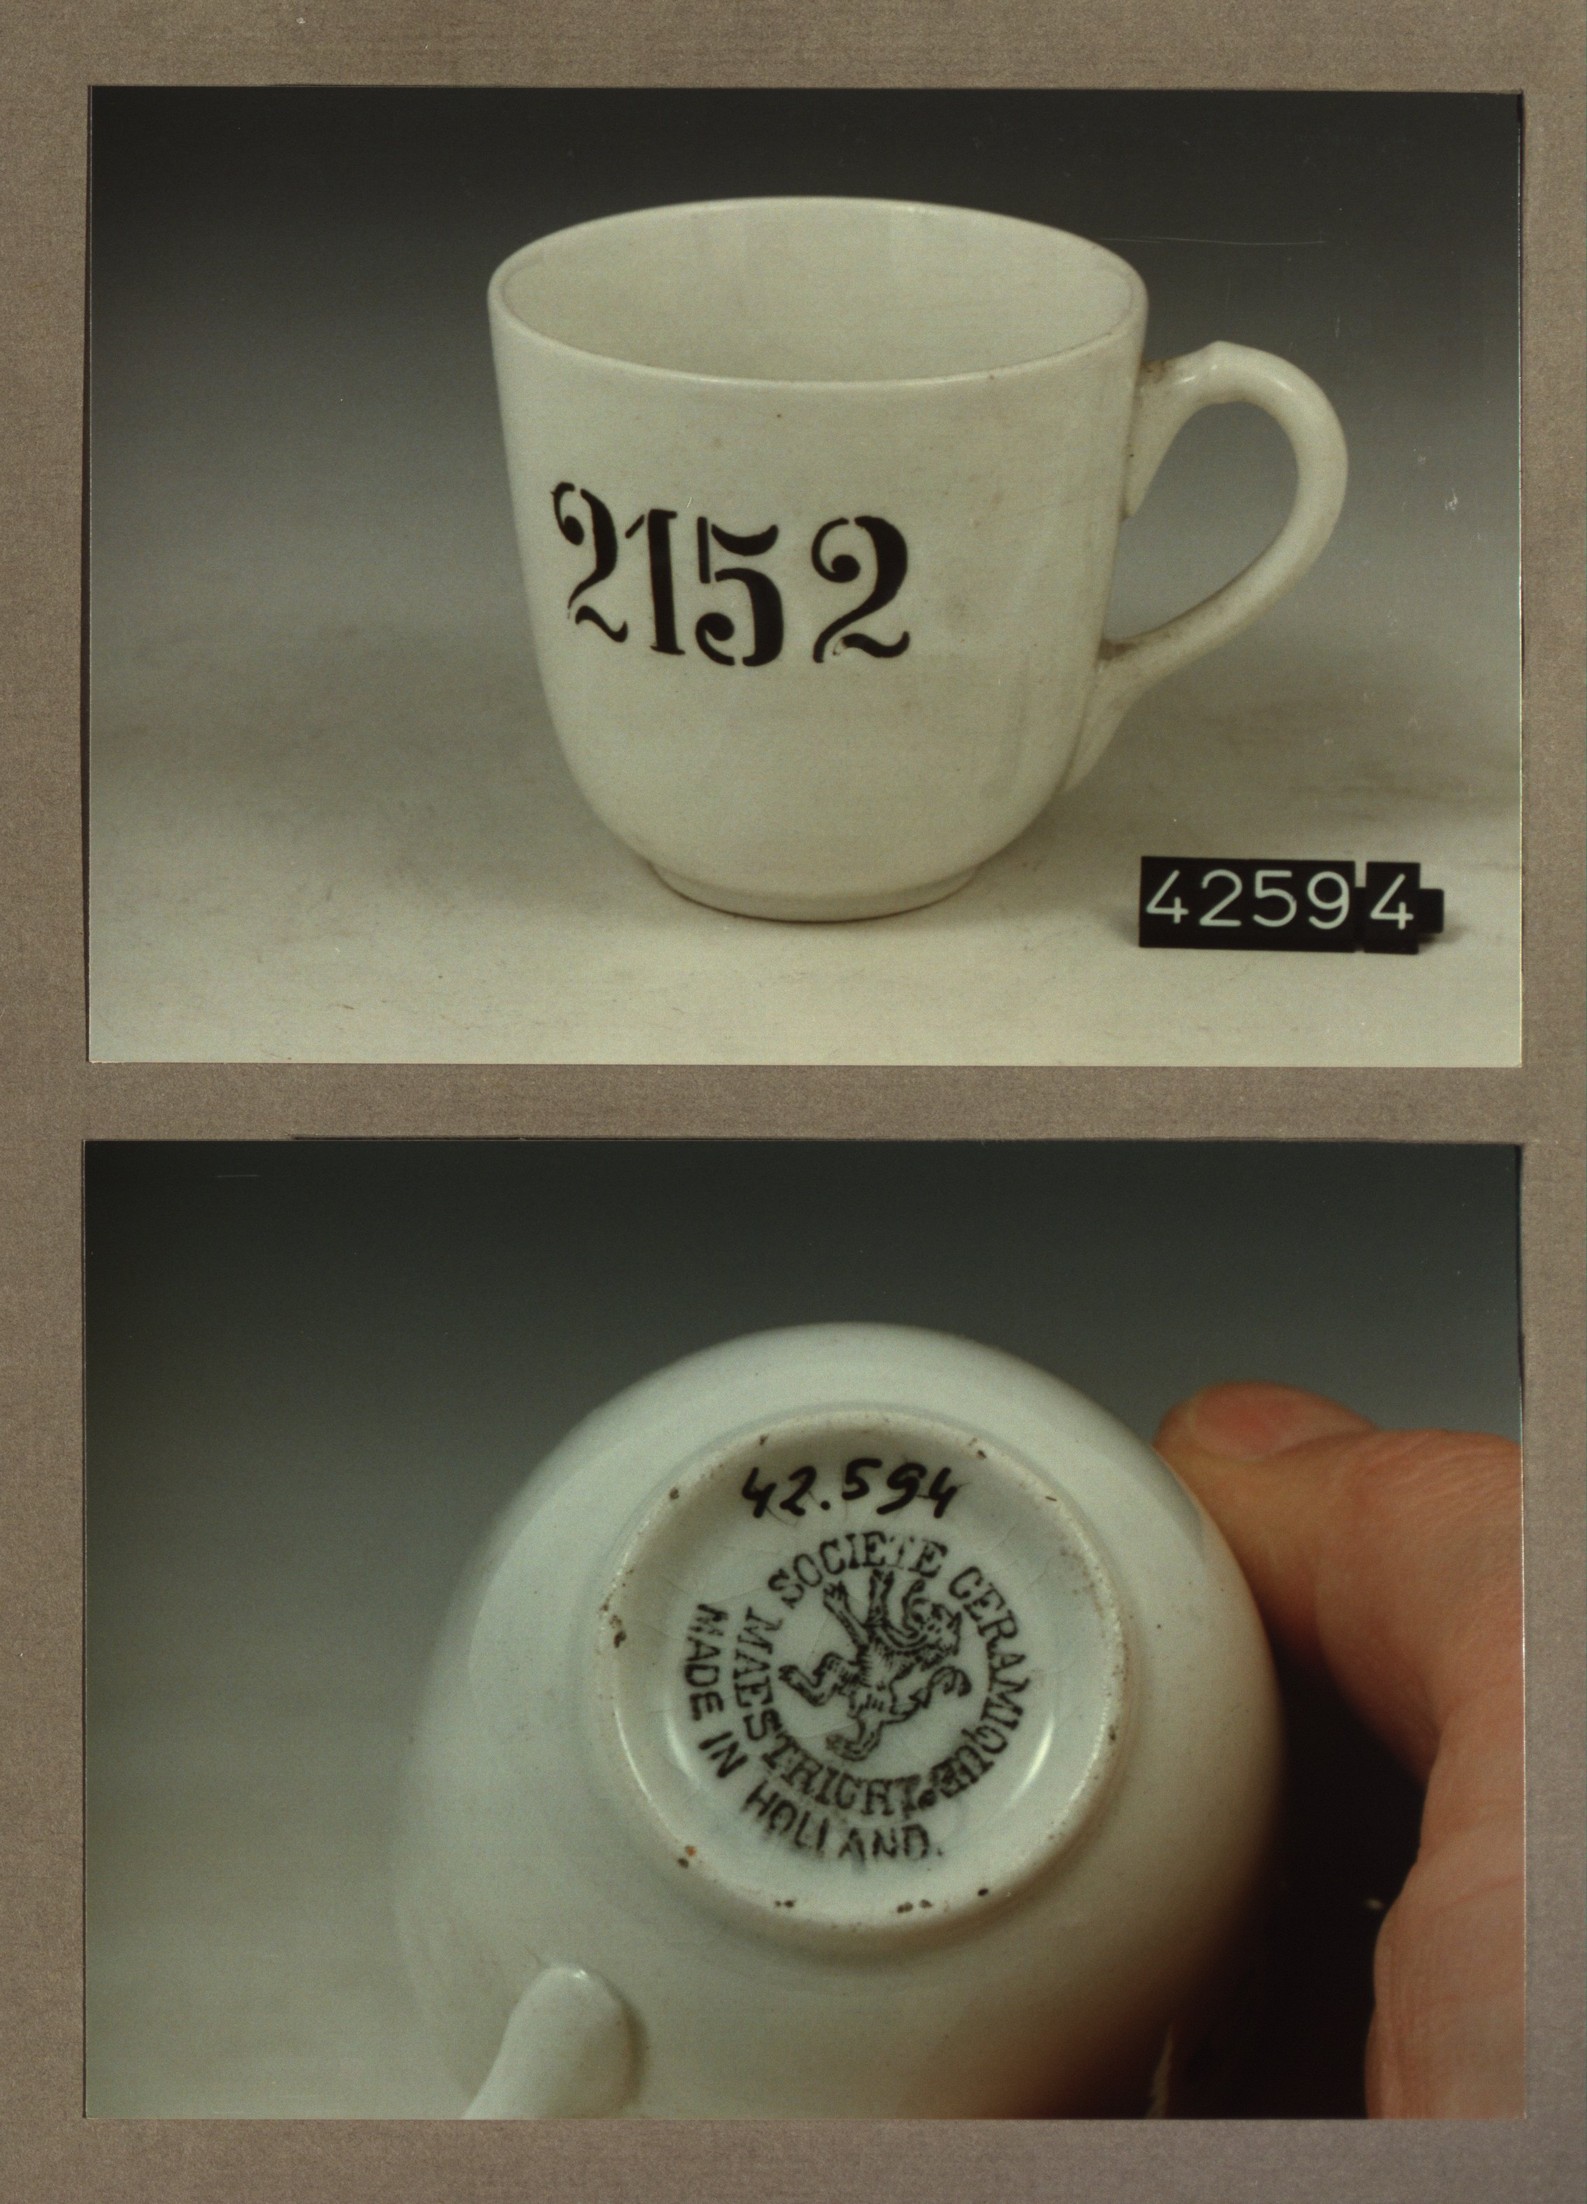 2152
42594
42.594
SOCIETE CERAMIQUE
MAESTRICHT.
MADE IN HOLLAND.